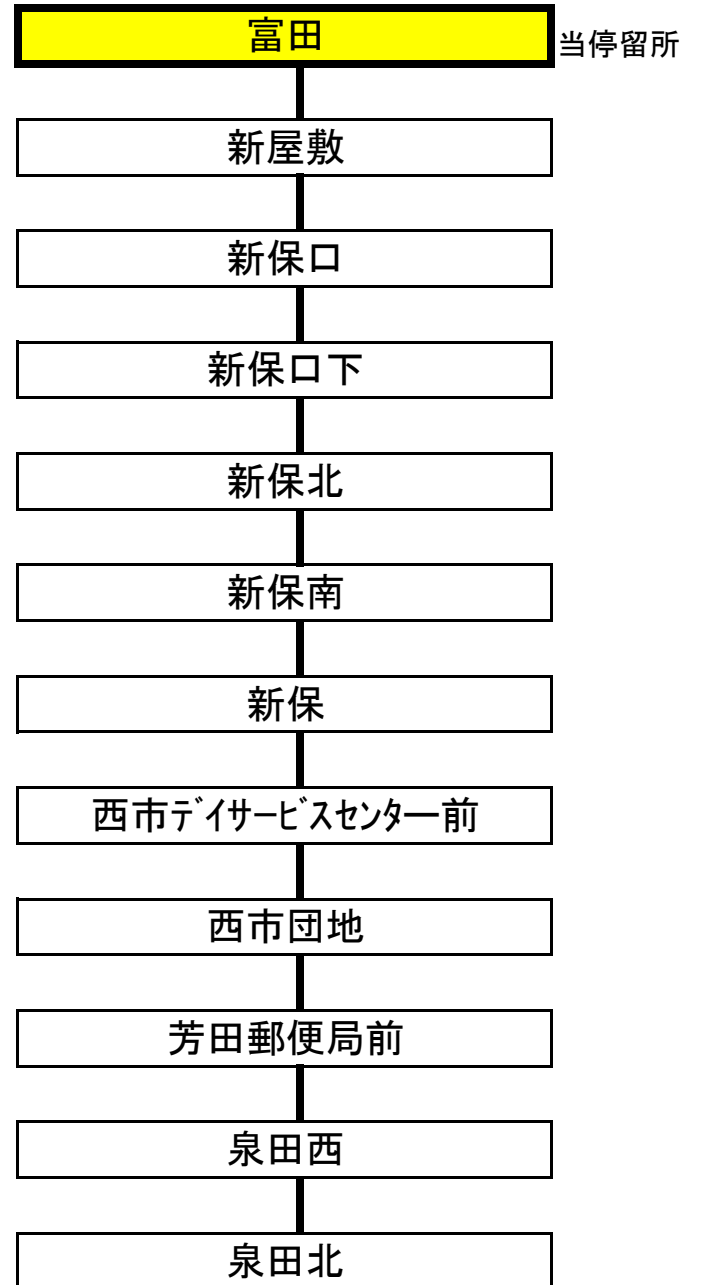 富田
当停留所
新屋敷
新保口
新保口下
新保北
新保南
新保
西市ﾃﾞｲｻｰﾋﾞｽｾﾝﾀｰ前
西市団地
芳田郵便局前
泉田西
泉田北